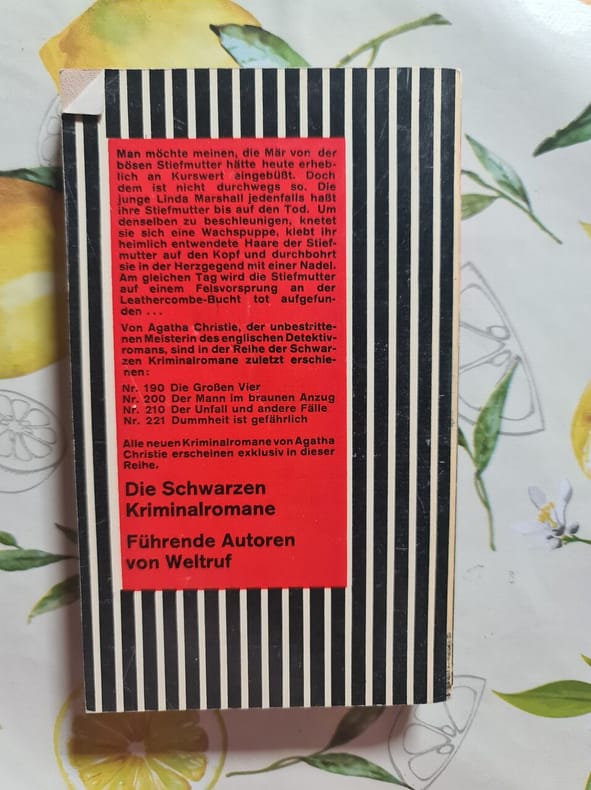 Man möchte meinen, die Mär von der
bösen Stiefmutter hätte heute erheb-
lich an Kurswert eingebüßt. Doch
dem ist nicht durchwegs so. Die
junge Linda Marshall jedenfalls haßt
ihre Stiefmutter bis auf den Tod. Um
denselben zu beschleunigen, knetet
sie sich eine Wachspuppe, klebt ihr
heimlich entwendete Haare der Stief-
mutter auf den Kopf und durchbohrt
sie in der Herzgegend mit einer Nadel.
Am gleichen Tag wird die Stiefmutter
auf einem Felsvorsprung an der
Leathercombe-Bucht tot aufgefun-
den ...
Von Agatha Christie, der unbestritte-
nen Meisterin des englischen Detektiv-
romans, sind in der Reihe der Schwar-
zen Kriminalromane zuletzt erschie-
nen:
Nr. 190 Die Großen Vier
Nr. 200 Der Mann im braunen Anzug
Nr. 210 Der Unfall und andere Fälle
Nr. 221 Dummheit ist gefährlich
Alle neuen Kriminalromane von Agatha
Christie erscheinen exklusiv in dieser
Reihe.
Die Schwarzen
Kriminalromane
Führende Autoren
von Weltruf